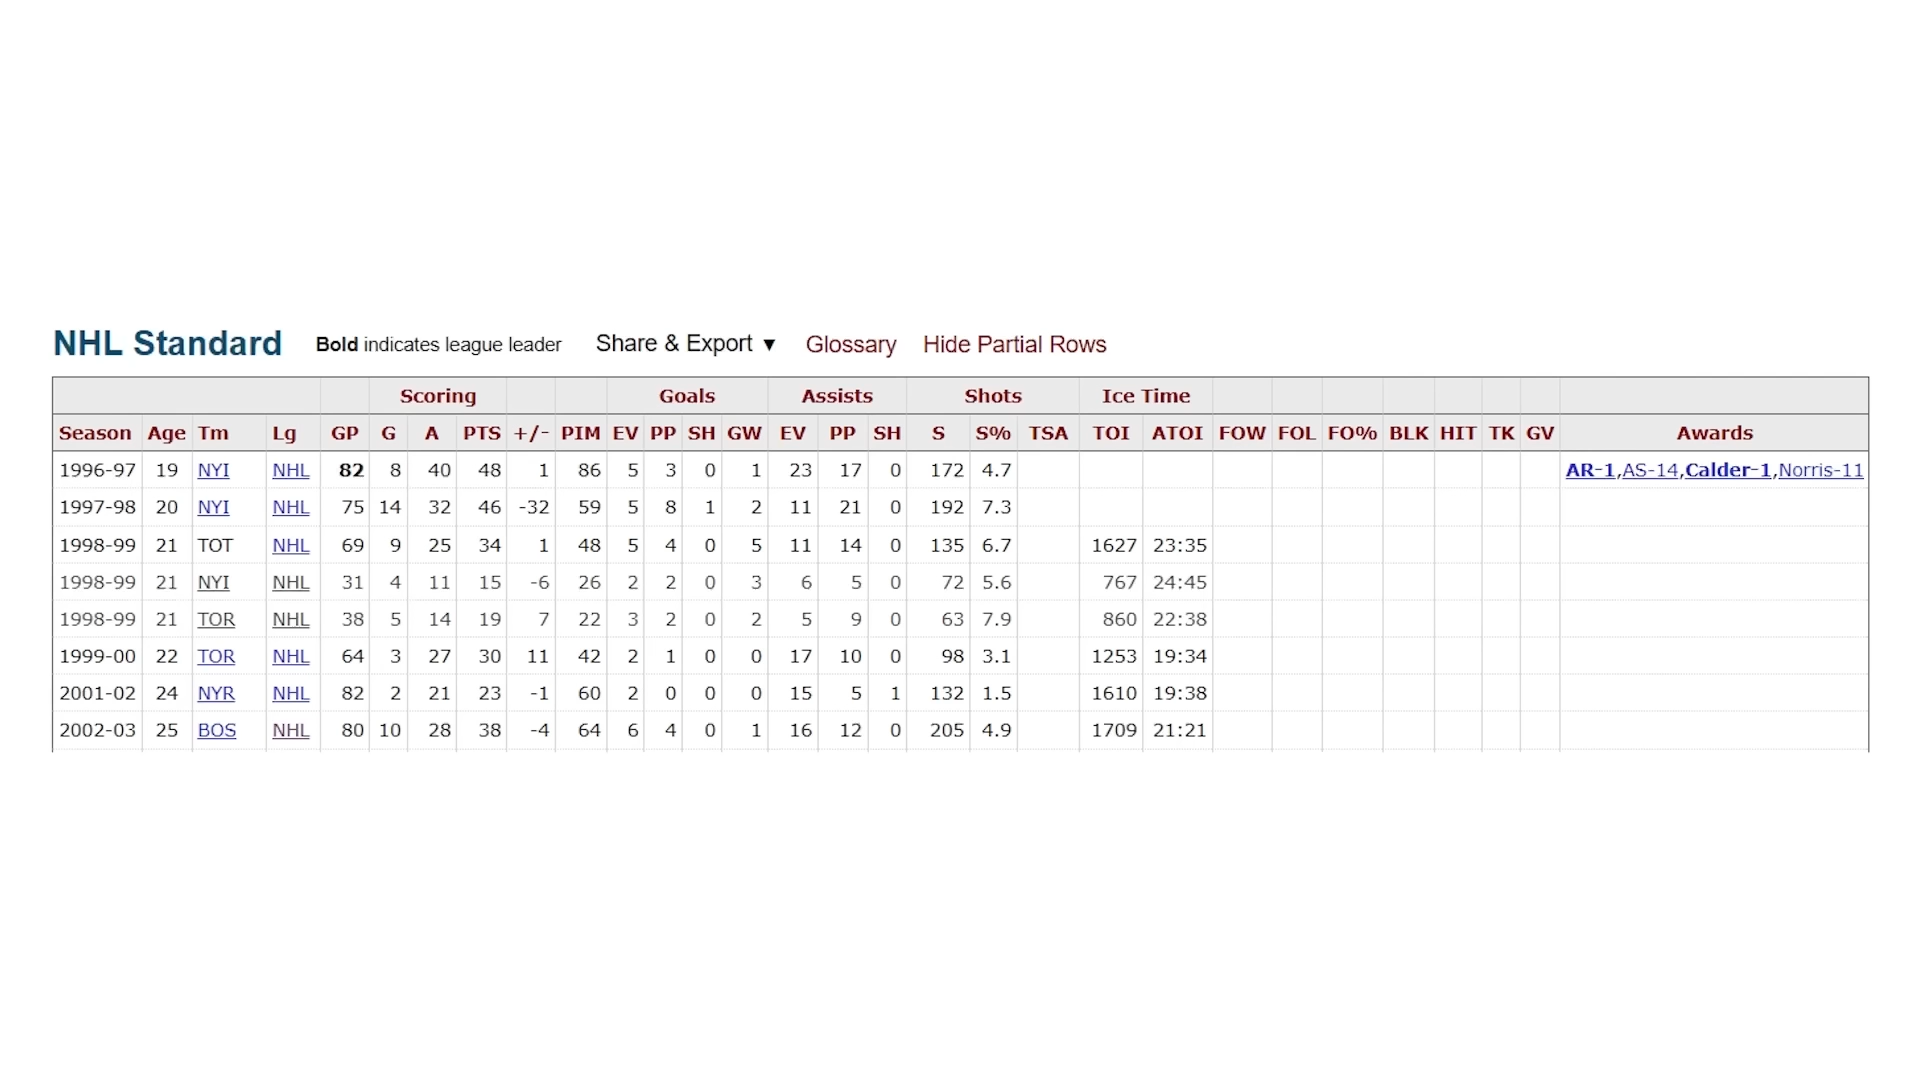 NHL Standard Bold indicates league leader Share & Export ▼ Glossary Hide Partial Rows
Scoring Goals Assists Shots Ice Time
Season Age Tm Lg GP G A PTS +/- PIM EV PP SH GW EV PP SH S S% TSA TOI ATOI FOW FOL FO% BLK HIT TK GV Awards
1996-97 19 NYI NHL 82 8 40 48 1 86 5 3 0 1 23 17 0 172 4.7 AR-1,AS-14,Calder-1,Norris-11
1997-98 20 NYI NHL 75 14 32 46 -32 59 5 8 1 2 11 21 0 192 7.3
1998-99 21 TOT NHL 69 9 25 34 1 48 5 4 0 5 11 14 0 135 6.7 1627 23:35
1998-99 21 NYI NHL 31 4 11 15 -6 26 2 2 0 3 6 5 0 72 5.6 767 24:45
1998-99 21 TOR NHL 38 5 14 19 7 22 3 2 0 2 5 9 0 63 7.9 860 22:38
1999-00 22 TOR NHL 64 3 27 30 11 42 2 1 0 0 17 10 0 98 3.1 1253 19:34
2001-02 24 NYR NHL 82 2 21 23 -1 60 2 0 0 0 15 5 1 132 1.5 1610 19:38
2002-03 25 BOS NHL 80 10 28 38 -4 64 6 4 0 1 16 12 0 205 4.9 1709 21:21